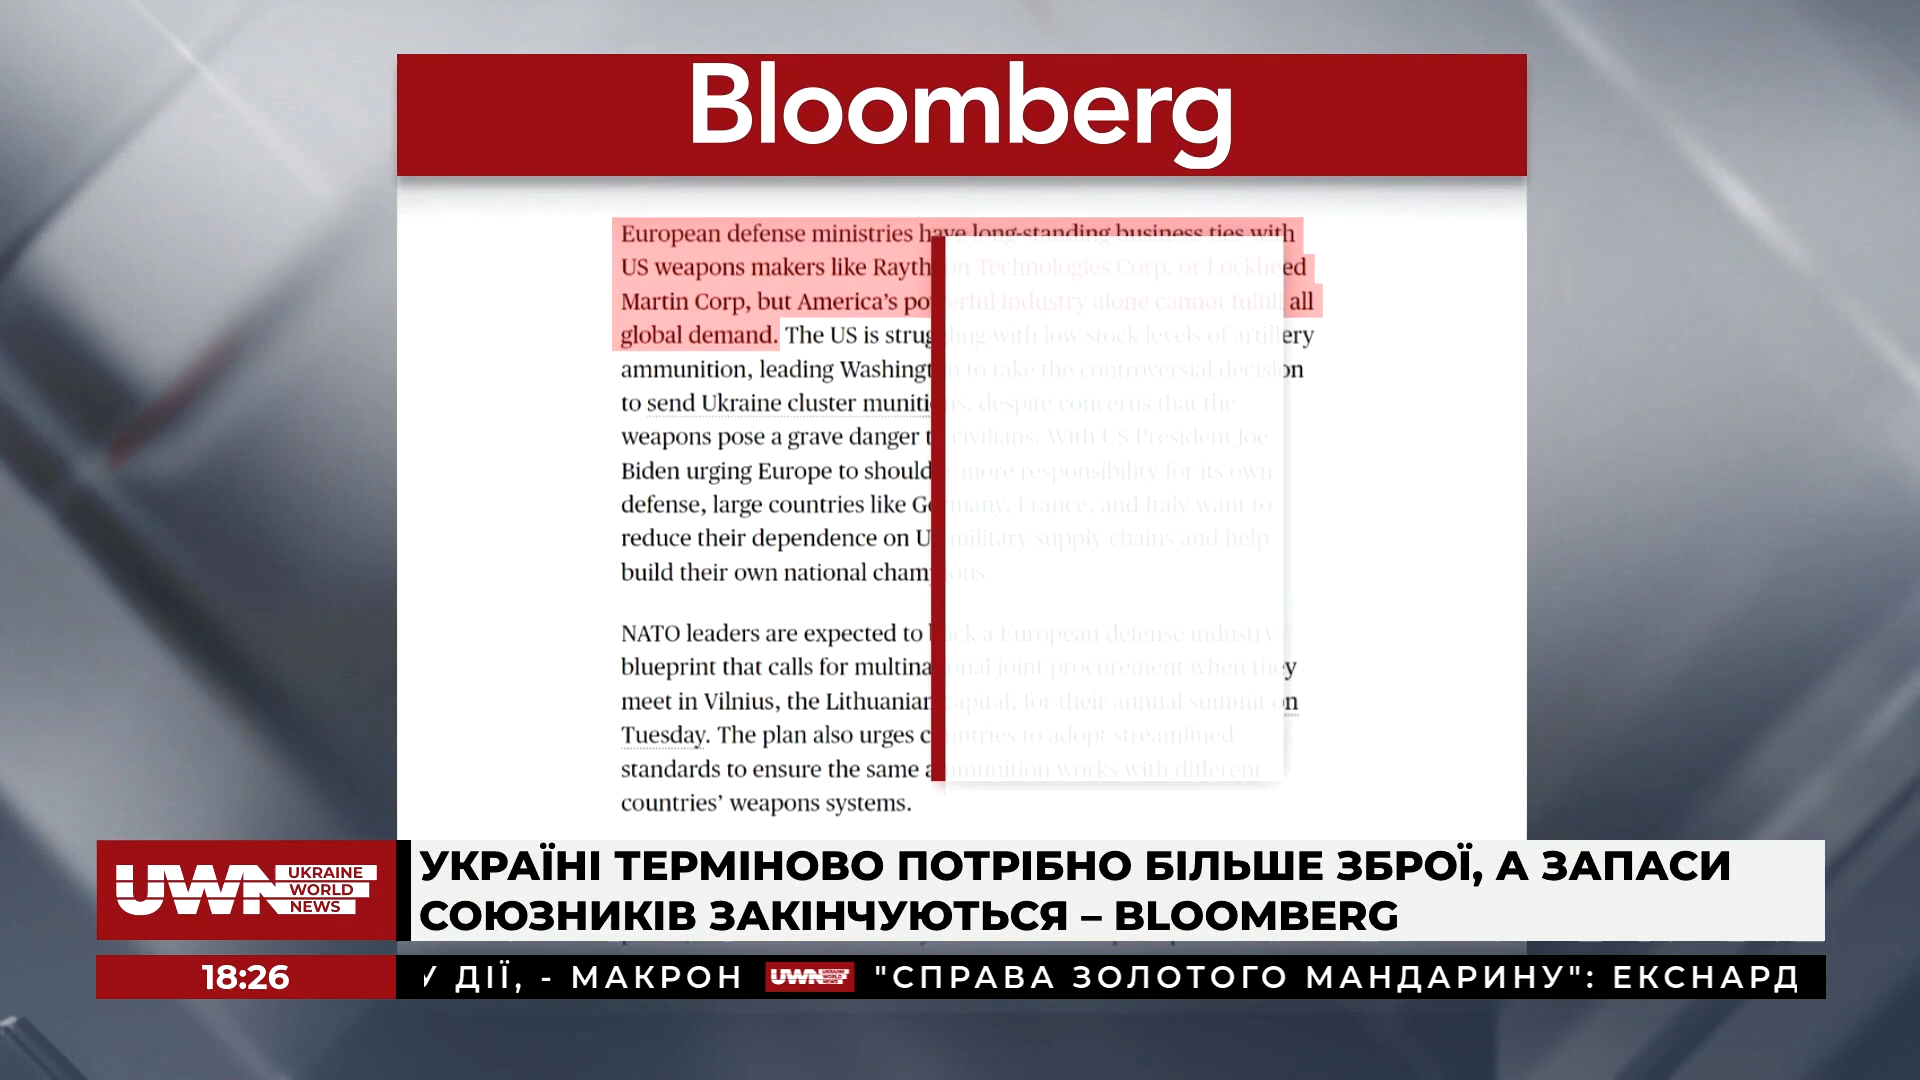 Bloomberg
European defense ministries have long-standing business ties with
US weapons makers like Raytheon Technologies Corp. or Lockheed
Martin Corp, but America's powerful industry alone cannot fulfill all
global demand. The US is struggling with low stock levels of artillery
ammunition, leading Washington to take the controversial decision
to send Ukraine cluster munitions, despite concerns that the
weapons pose a grave danger to civilians. With US President Joe
Biden urging Europe to shoulder more responsibility for its own
defense, large countries like Germany, France, and Italy want to
reduce their dependence on US military supply chains and help
build their own national champions.
NATO leaders are expected to back a European defense industry
blueprint that calls for multinational joint procurement when they
meet in Vilnius, the Lithuanian capital, for their annual summit on
Tuesday. The plan also urges countries to adopt streamlined
standards to ensure the same ammunition works with different
countries' weapons systems.
UWN UKRAINE WORLD NEWS
УКРАЇНІ ТЕРМІНОВО ПОТРІБНО БІЛЬШЕ ЗБРОЇ, А ЗАПАСИ
СОЮЗНИКІВ ЗАКІНЧУЮТЬСЯ – BLOOMBERG
18:26
У ДІЇ, - МАКРОН UWN "СПРАВА ЗОЛОТОГО МАНДАРИНУ": ЕКСНАРД